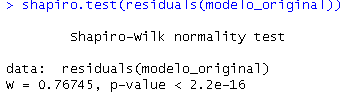 > shapiro.test(residuals(modelo_original))
Shapiro-Wilk normality test
data:  residuals(modelo_original)
W = 0.76745, p-value < 2.2e-16